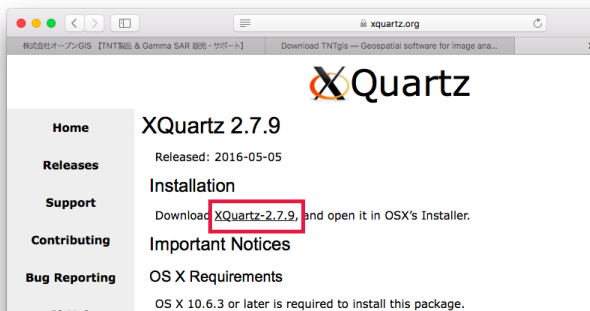 xquartz.org
株式会社オープンGIS 【TNT製品 & Gamma SAR 販売・サポート】
Download TNTgis — Geospatial software for image ana...
XQuartz
Home
Releases
Support
Contributing
Bug Reporting
XQuartz 2.7.9
Released: 2016-05-05
Installation
Download XQuartz-2.7.9, and open it in OSX's Installer.
Important Notices
OS X Requirements
OS X 10.6.3 or later is required to install this package.